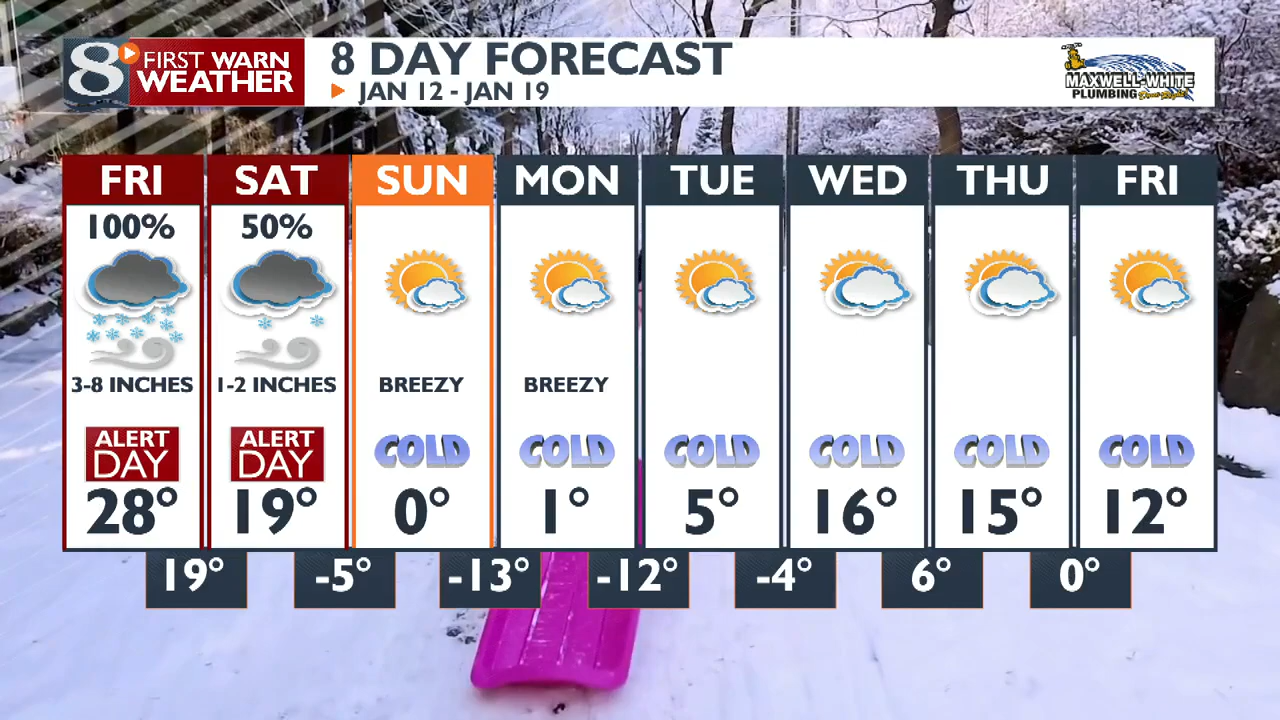 8
FIRST WARN
WEATHER
8 DAY FORECAST
JAN 12 - JAN 19
MAXWELL-WHITE
PLUMBING
FRI
100%
3-8 INCHES
ALERT
DAY
28°
SAT
50%
1-2 INCHES
ALERT
DAY
19°
SUN
BREEZY
COLD
0°
MON
BREEZY
COLD
1°
TUE
COLD
5°
WED
COLD
16°
THU
COLD
15°
FRI
COLD
12°
19°
-5°
-13°
-12°
-4°
6°
0°